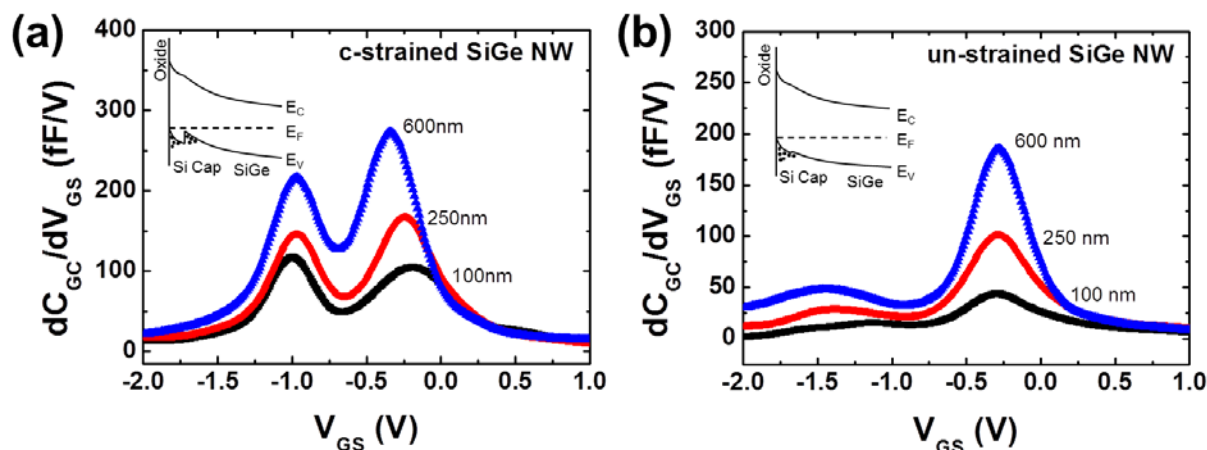 (a)
c-strained SiGe NW
dC_GC/dV_GS (fF/V)
400
300
250
200
100
0
Oxide
E_C
E_F
E_V
Si Cap SiGe
600nm
250nm
100nm
-2.0 -1.5 -1.0 -0.5 0.0 0.5 1.0
V_GS (V)
(b)
un-strained SiGe NW
dC_GC/dV_GS (fF/V)
300
250
200
150
100
50
0
Oxide
E_C
E_F
E_V
Si Cap SiGe
600 nm
250 nm
100 nm
-2.0 -1.5 -1.0 -0.5 0.0 0.5 1.0
V_GS (V)